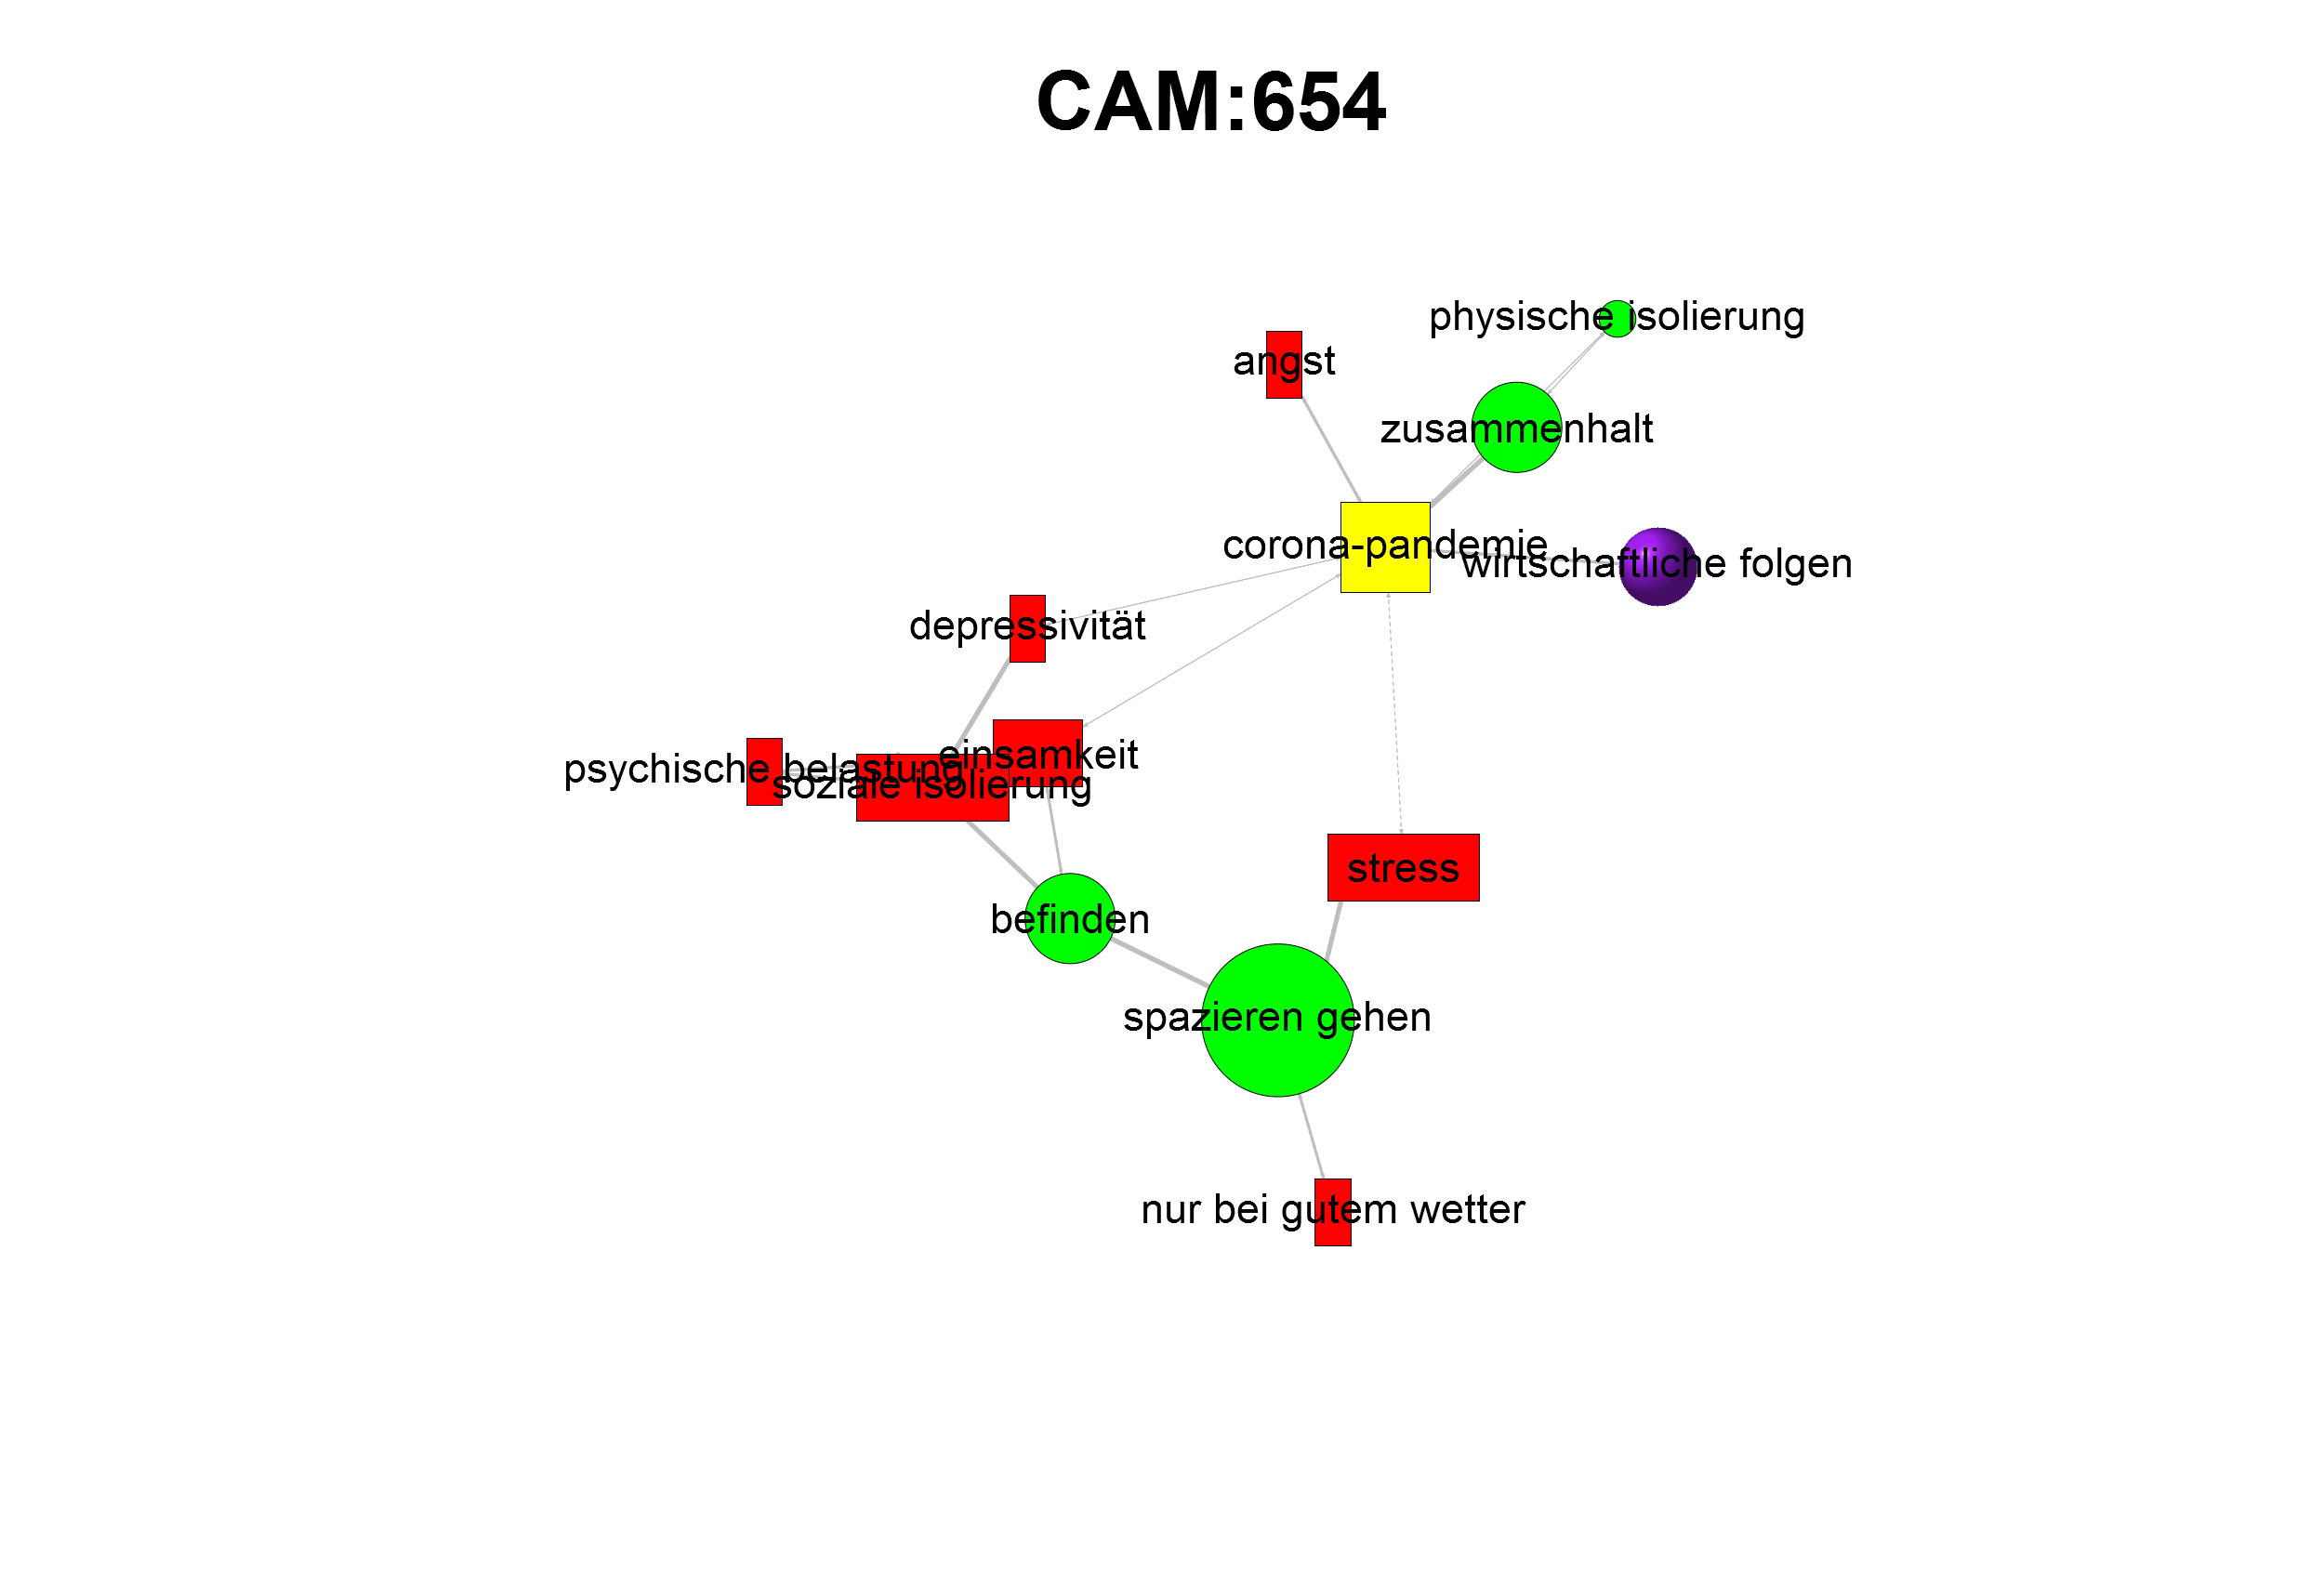 CAM:654
physische isolierung
angst
zusammenhalt
corona-pandemie
wirtschaftliche folgen
depressivität
einsamkeit
psychische belastung
soziale isolierung
stress
befinden
spazieren gehen
nur bei gutem wetter